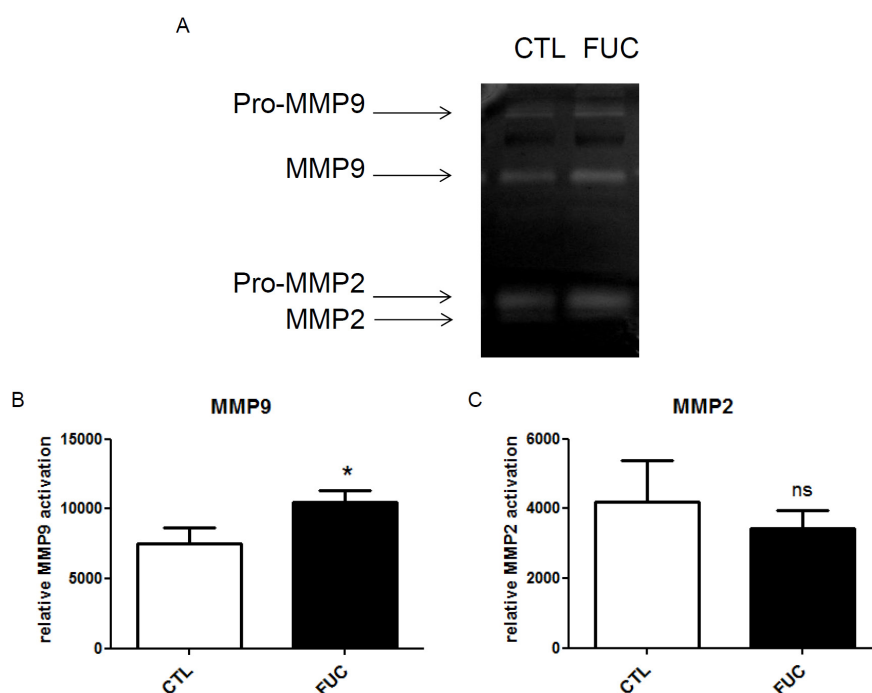 A
CTL FUC
Pro-MMP9
MMP9
Pro-MMP2
MMP2
B
MMP9
relative MMP9 activation
15000
10000
5000
0
*
CTL
FUC
C
MMP2
relative MMP2 activation
6000
4000
2000
0
ns
CTL
FUC